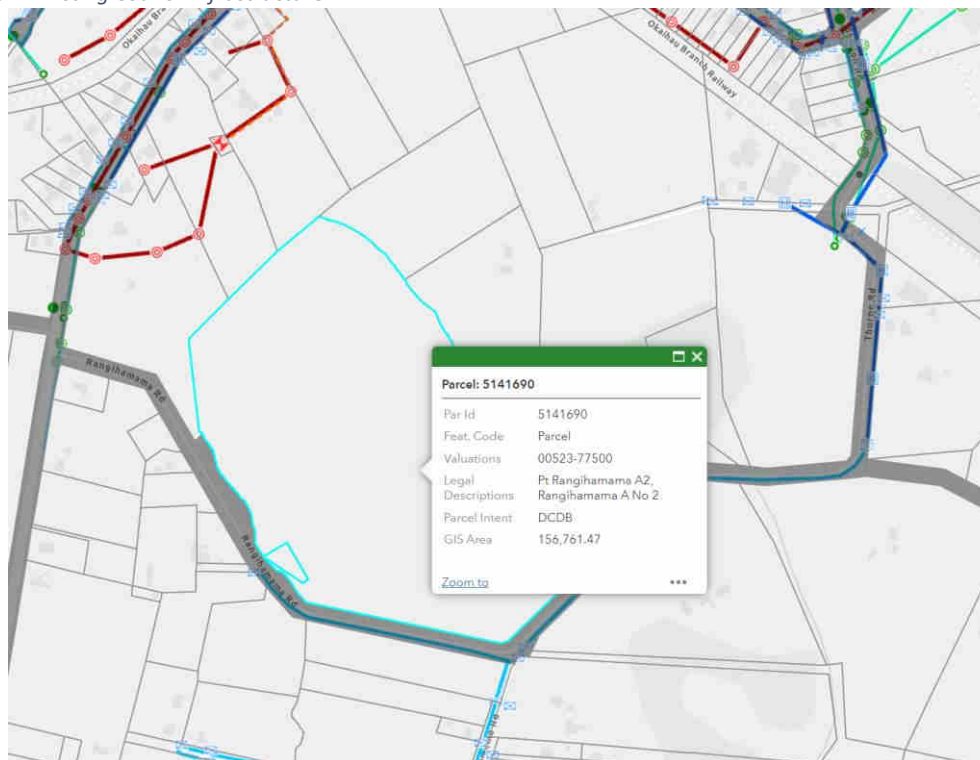 Okaihau Branch
Okaihau Branch Railway
Rangihamama Rd
Thorne Rd
Parcel: 5141690
Par Id 5141690
Feat. Code Parcel
Valuations 00523-77500
Legal Pt Rangihamama A2,
Descriptions Rangihamama A No 2
Parcel Intent DCDB
GIS Area 156,761.47
Zoom to
Rangihamama Rd